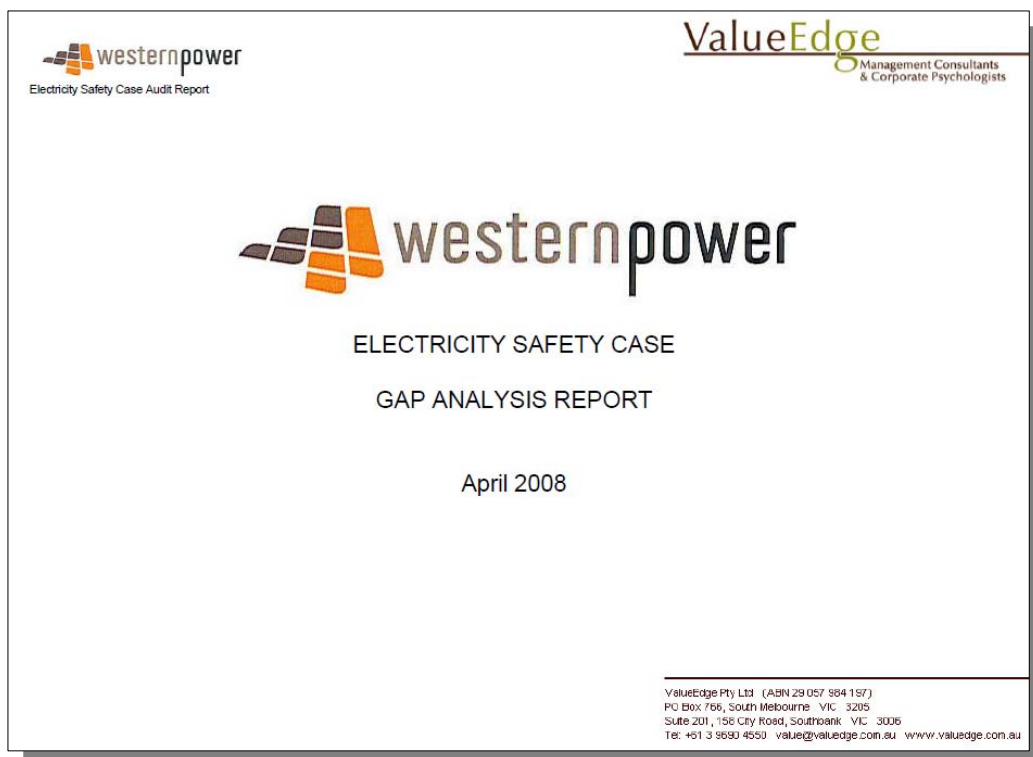 westernpower
Electricity Safety Case Audit Report
ValueEdge
Management Consultants
& Corporate Psychologists
westernpower
ELECTRICITY SAFETY CASE
GAP ANALYSIS REPORT
April 2008
ValueEdge Pty Ltd (ABN 29 057 984 197)
PO Box 766, South Melbourne VIC 3205
Suite 201, 158 City Road, Southbank VIC 3006
Tel: +61 3 9690 4550 value@valuedge.com.au www.valuedge.com.au